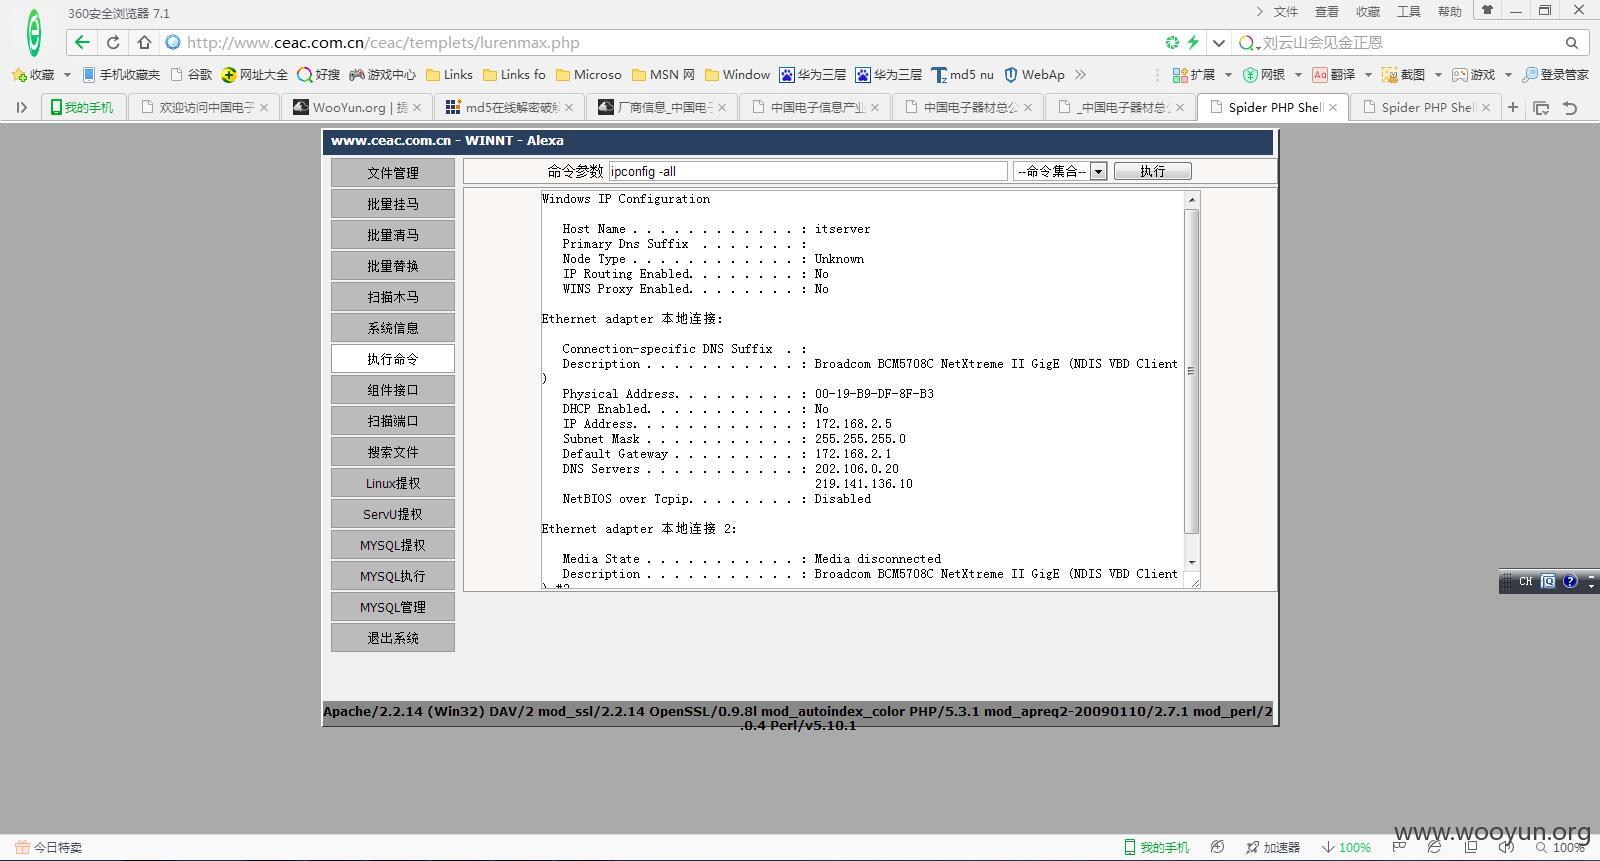 360安全浏览器 7.1
文件 查看 收藏 工具 帮助
http://www.ceac.com.cn/ceac/templets/lurenmax.php
刘云山会见金正恩
收藏 手机收藏夹 谷歌 网址大全 好搜 游戏中心 Links Links fo Microso MSN 网 Window 华为三层 华为三层 md5 nu WebAp
扩展 网银 翻译 截图 游戏 登录管家
我的手机 欢迎访问中国电子 WooYun.org | 提 md5在线解密破解 厂商信息_中国电子 中国电子信息产业 中国电子器材总公 _中国电子器材总 Spider PHP Shel Spider PHP Shel
www.ceac.com.cn - WINNT - Alexa
文件管理
批量挂马
批量清马
批量替换
扫描木马
系统信息
执行命令
组件接口
扫描端口
搜索文件
Linux提权
ServU提权
MYSQL提权
MYSQL执行
MYSQL管理
退出系统
命令参数 ipconfig -all --命令集合-- 执行
Windows IP Configuration
Host Name . . . . . . . . . . . . : itserver
Primary Dns Suffix . . . . . . . :
Node Type . . . . . . . . . . . . : Unknown
IP Routing Enabled. . . . . . . . : No
WINS Proxy Enabled. . . . . . . . : No
Ethernet adapter 本地连接:
Connection-specific DNS Suffix . :
Description . . . . . . . . . . . : Broadcom BCM5708C NetXtreme II GigE (NDIS VBD Client
)
Physical Address. . . . . . . . . : 00-19-B9-DF-8F-B3
DHCP Enabled. . . . . . . . . . . : No
IP Address. . . . . . . . . . . . : 172.168.2.5
Subnet Mask . . . . . . . . . . . : 255.255.255.0
Default Gateway . . . . . . . . . : 172.168.2.1
DNS Servers . . . . . . . . . . . : 202.106.0.20
219.141.136.10
NetBIOS over Tcpip. . . . . . . . : Disabled
Ethernet adapter 本地连接 2:
Media State . . . . . . . . . . . : Media disconnected
Description . . . . . . . . . . . : Broadcom BCM5708C NetXtreme II GigE (NDIS VBD Client
) #2
Apache/2.2.14 (Win32) DAV/2 mod_ssl/2.2.14 OpenSSL/0.9.8l mod_autoindex_color PHP/5.3.1 mod_apreq2-20090110/2.7.1 mod_perl/2
.0.4 Perl/v5.10.1
CH
www.wooyun.org
今日特卖 我的手机 加速器 100% 100%